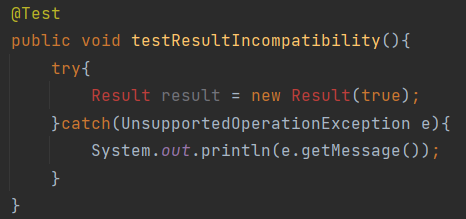 @Test
public void testResultIncompatibility(){
    try{
        Result result = new Result(true);
    }catch(UnsupportedOperationException e){
        System.out.println(e.getMessage());
    }
}